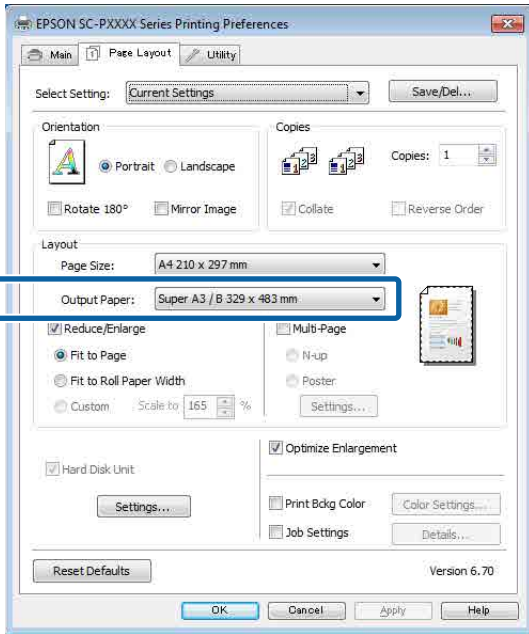 EPSON SC-PXXXX Series Printing Preferences
Main Page Layout Utility
Select Setting: Current Settings Save/Del...
Orientation Copies
Portrait Landscape Copies: 1
Rotate 180° Mirror Image Collate Reverse Order
Layout
Page Size: A4 210 x 297 mm
Output Paper: Super A3 / B 329 x 483 mm
Reduce/Enlarge Multi-Page
Fit to Page N-up
Fit to Roll Paper Width Poster
Custom Scale to 165 % Settings...
Optimize Enlargement
Hard Disk Unit
Settings... Print Bckg Color Color Settings...
Job Settings Details...
Reset Defaults Version 6.70
OK Cancel Apply Help